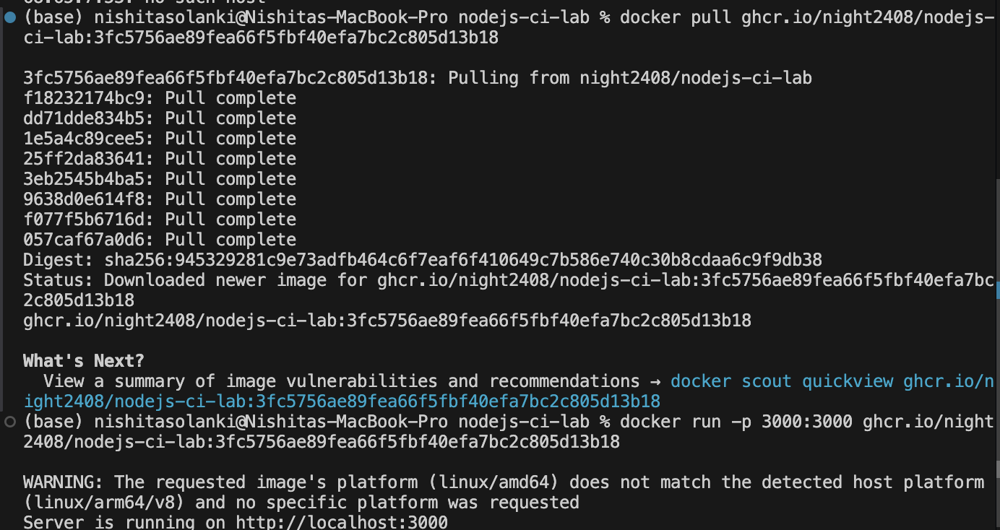 (base) nishitasolanki@Nishitas-MacBook-Pro nodejs-ci-lab % docker pull ghcr.io/night2408/nodejs-
ci-lab:3fc5756ae89fea66f5fbf40efa7bc2c805d13b18
3fc5756ae89fea66f5fbf40efa7bc2c805d13b18: Pulling from night2408/nodejs-ci-lab
f18232174bc9: Pull complete
dd71dde834b5: Pull complete
1e5a4c89cee5: Pull complete
25ff2da83641: Pull complete
3eb2545b4ba5: Pull complete
9638d0e614f8: Pull complete
f077f5b6716d: Pull complete
057caf67a0d6: Pull complete
Digest: sha256:945329281c9e73adfb464c6f7eaf6f410649c7b586e740c30b8cdaa6c9f9db38
Status: Downloaded newer image for ghcr.io/night2408/nodejs-ci-lab:3fc5756ae89fea66f5fbf40efa7bc
2c805d13b18
ghcr.io/night2408/nodejs-ci-lab:3fc5756ae89fea66f5fbf40efa7bc2c805d13b18
What's Next?
View a summary of image vulnerabilities and recommendations → docker scout quickview ghcr.io/n
ight2408/nodejs-ci-lab:3fc5756ae89fea66f5fbf40efa7bc2c805d13b18
(base) nishitasolanki@Nishitas-MacBook-Pro nodejs-ci-lab % docker run -p 3000:3000 ghcr.io/night
2408/nodejs-ci-lab:3fc5756ae89fea66f5fbf40efa7bc2c805d13b18
WARNING: The requested image's platform (linux/amd64) does not match the detected host platform
(linux/arm64/v8) and no specific platform was requested
Server is running on http://localhost:3000